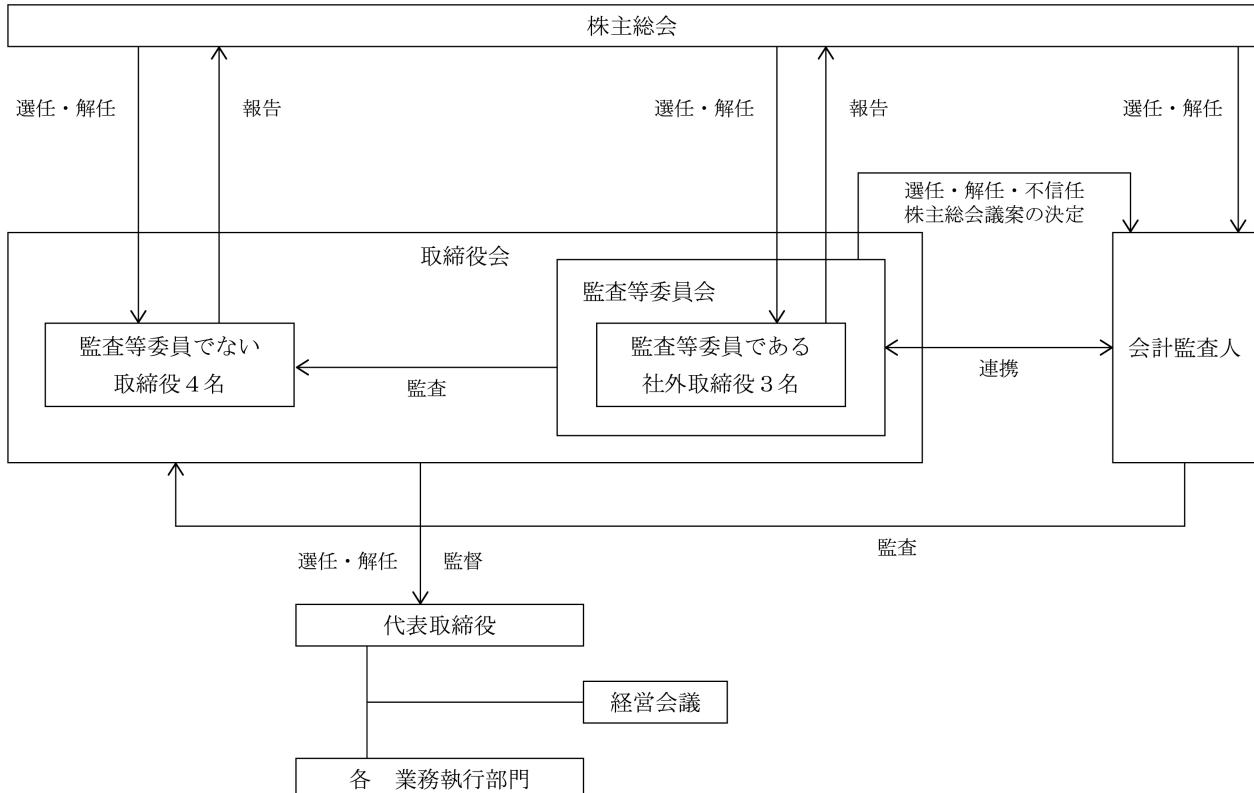 株主総会
選任・解任
報告
選任・解任
報告
選任・解任
選任・解任・不信任
株主総会議案の決定
取締役会
監査等委員会
監査等委員でない
取締役４名
監査
監査等委員である
社外取締役３名
連携
会計監査人
監査
選任・解任
監督
代表取締役
経営会議
各　業務執行部門